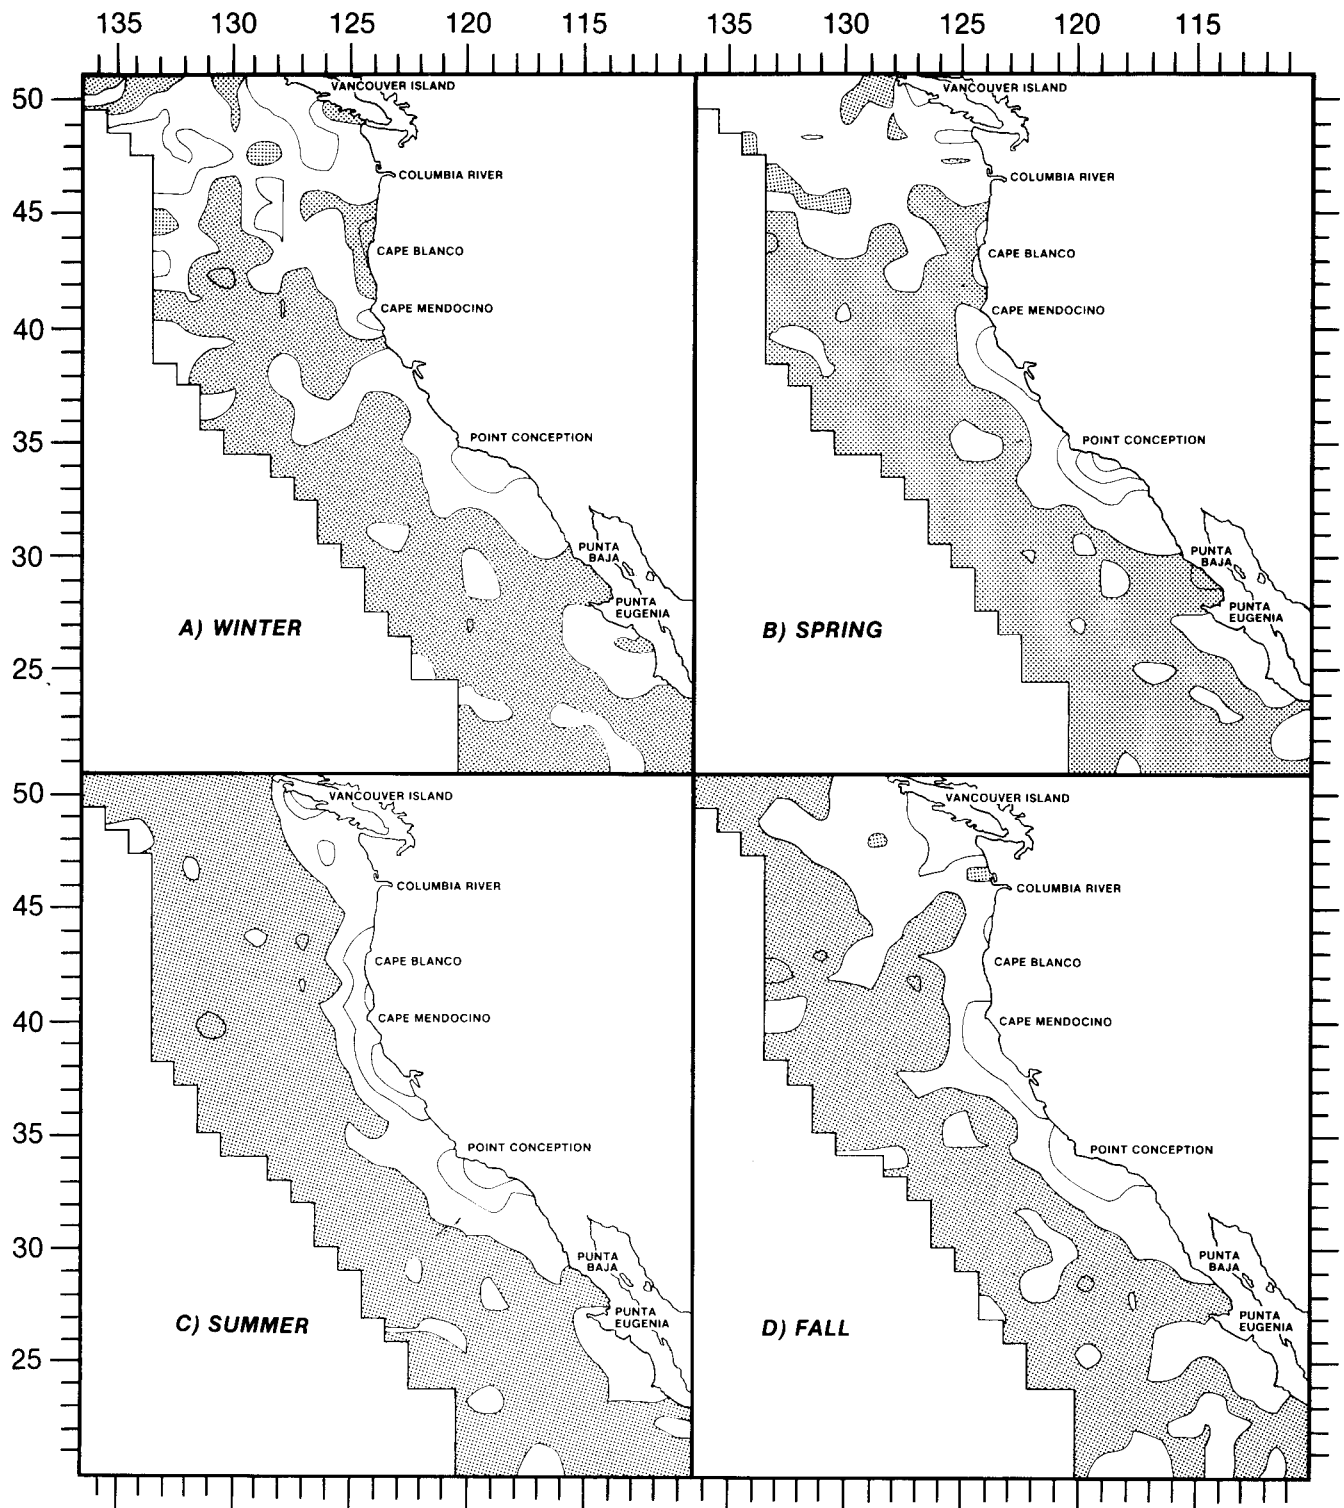 135 130 125 120 115 135 130 125 120 115
50
VANCOUVER ISLAND
COLUMBIA RIVER
45
CAPE BLANCO
CAPE MENDOCINO
40
POINT CONCEPTION
35
30
PUNTA
BAJA
PUNTA
EUGENIA
A) WINTER
25
VANCOUVER ISLAND
COLUMBIA RIVER
CAPE BLANCO
CAPE MENDOCINO
POINT CONCEPTION
PUNTA
BAJA
PUNTA
EUGENIA
B) SPRING
50
VANCOUVER ISLAND
COLUMBIA RIVER
45
CAPE BLANCO
CAPE MENDOCINO
40
POINT CONCEPTION
35
30
PUNTA
BAJA
PUNTA
EUGENIA
C) SUMMER
25
VANCOUVER ISLAND
COLUMBIA RIVER
CAPE BLANCO
CAPE MENDOCINO
POINT CONCEPTION
PUNTA
BAJA
PUNTA
EUGENIA
D) FALL